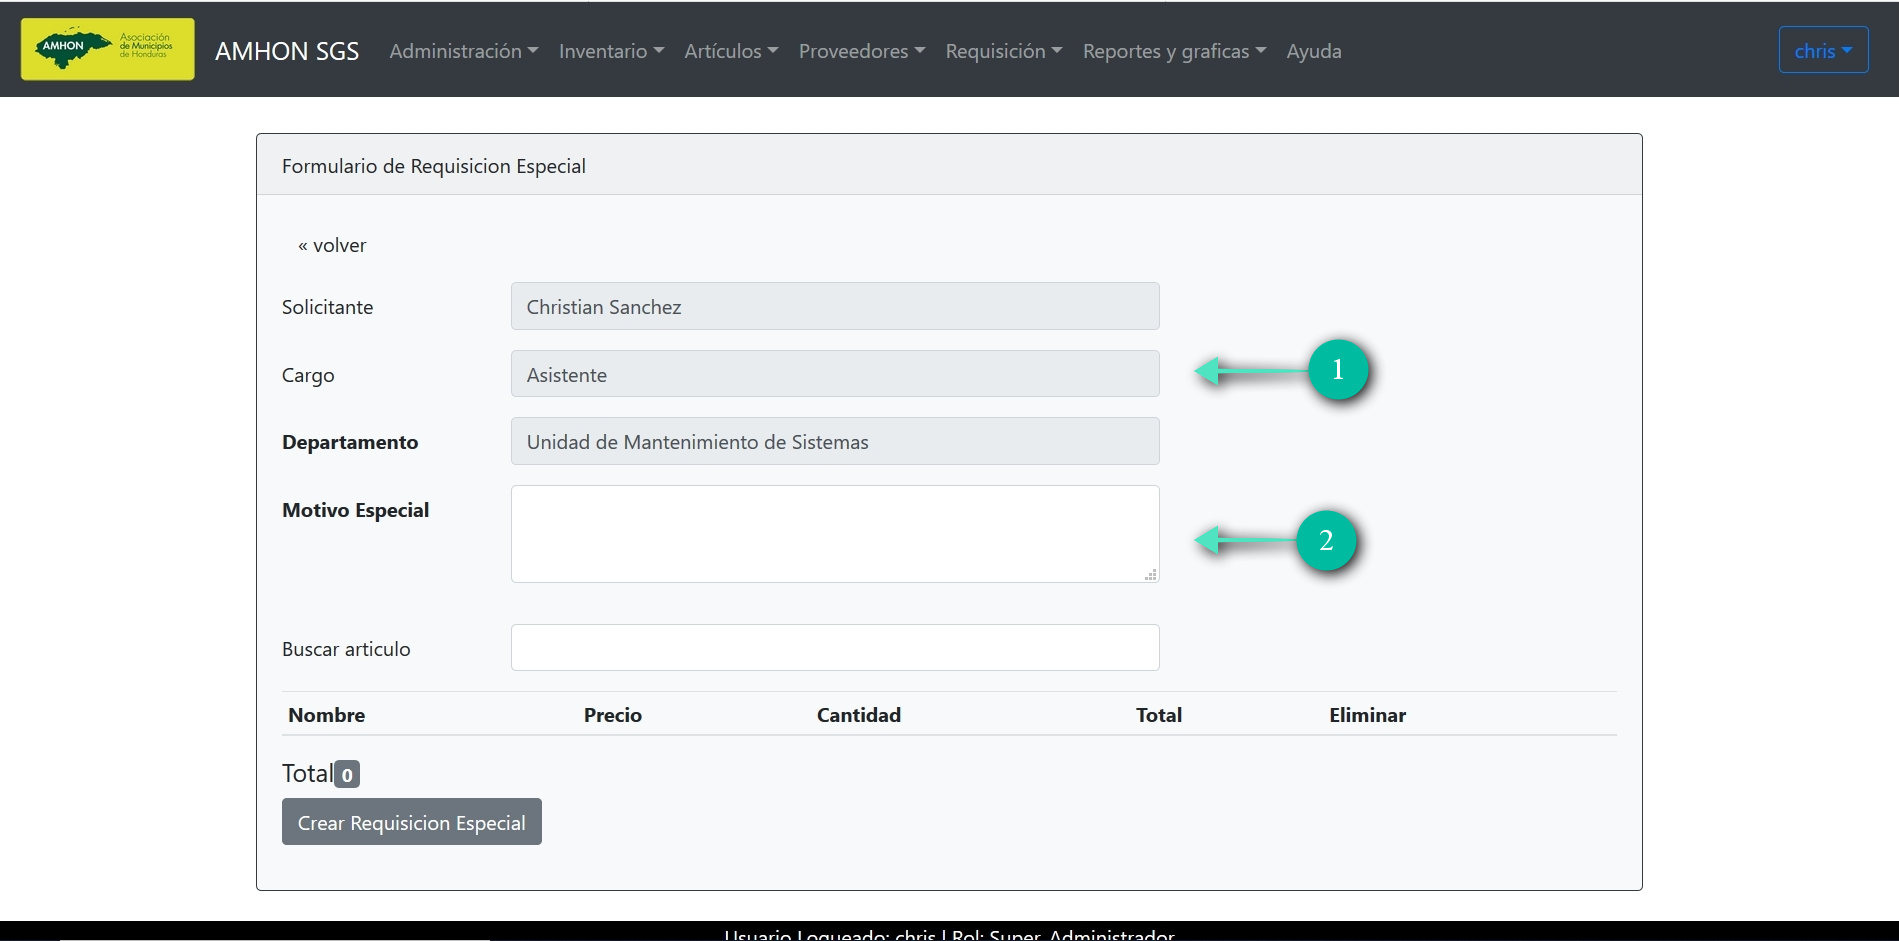 AMHON
Asociación
de Municipios
de Honduras
AMHON SGS Administración Inventario Artículos Proveedores Requisición Reportes y graficas Ayuda chris
Formulario de Requisicion Especial
« volver
Solicitante Christian Sanchez
Cargo Asistente
1
Departamento Unidad de Mantenimiento de Sistemas
Motivo Especial
2
Buscar articulo
Nombre Precio Cantidad Total Eliminar
Total 0
Crear Requisicion Especial
Usuario Logueado: chris | Rol: Super_Administrador